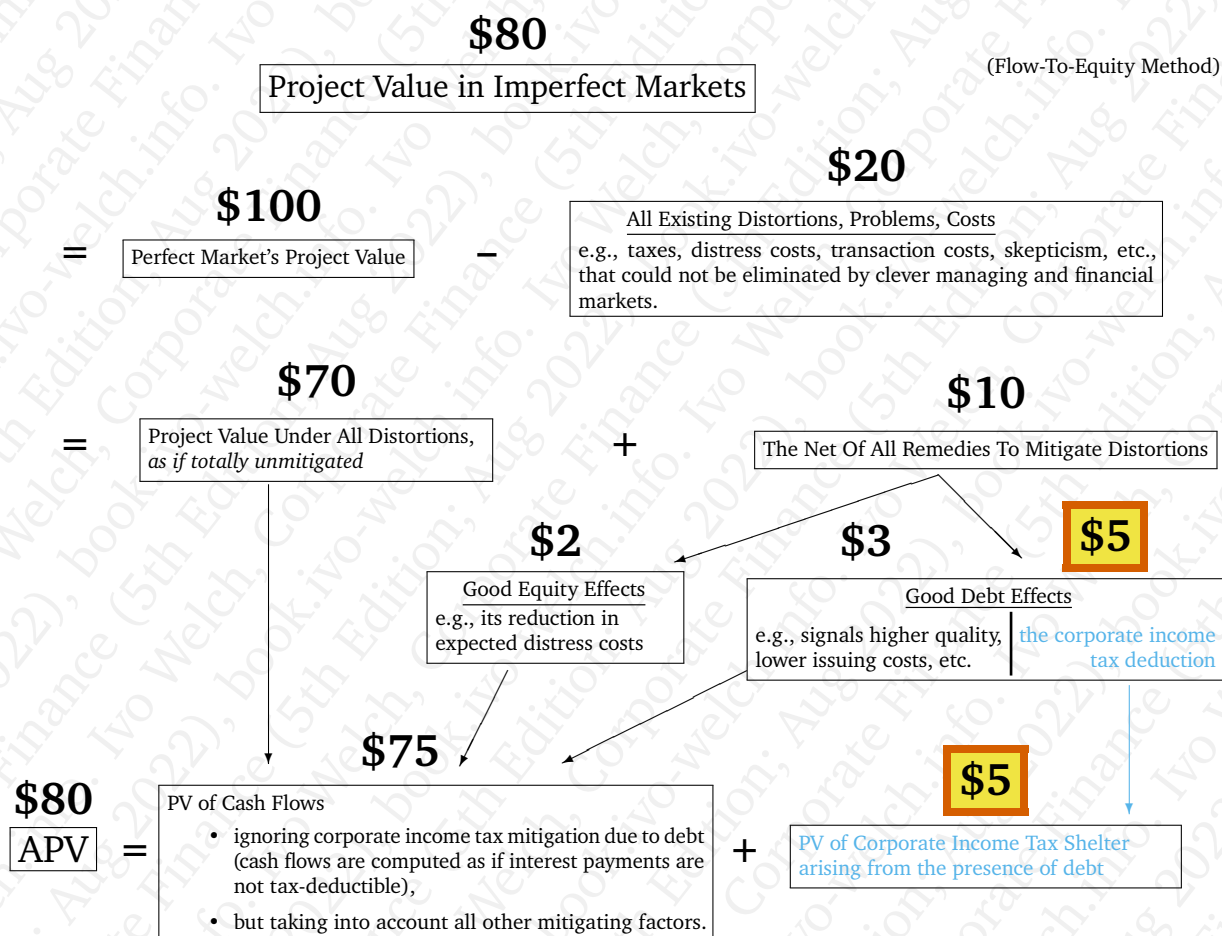 $80
Project Value in Imperfect Markets
(Flow-To-Equity Method)
$100
$20
=
Perfect Market's Project Value
–
All Existing Distortions, Problems, Costs
e.g., taxes, distress costs, transaction costs, skepticism, etc.,
that could not be eliminated by clever managing and financial
markets.
$70
$10
=
Project Value Under All Distortions,
as if totally unmitigated
+
The Net Of All Remedies To Mitigate Distortions
$2
$3
$5
Good Equity Effects
e.g., its reduction in
expected distress costs
Good Debt Effects
e.g., signals higher quality,
lower issuing costs, etc.
the corporate income
tax deduction
$75
$5
$80
APV
=
PV of Cash Flows
• ignoring corporate income tax mitigation due to debt
(cash flows are computed as if interest payments are
not tax-deductible),
• but taking into account all other mitigating factors.
+
PV of Corporate Income Tax Shelter
arising from the presence of debt